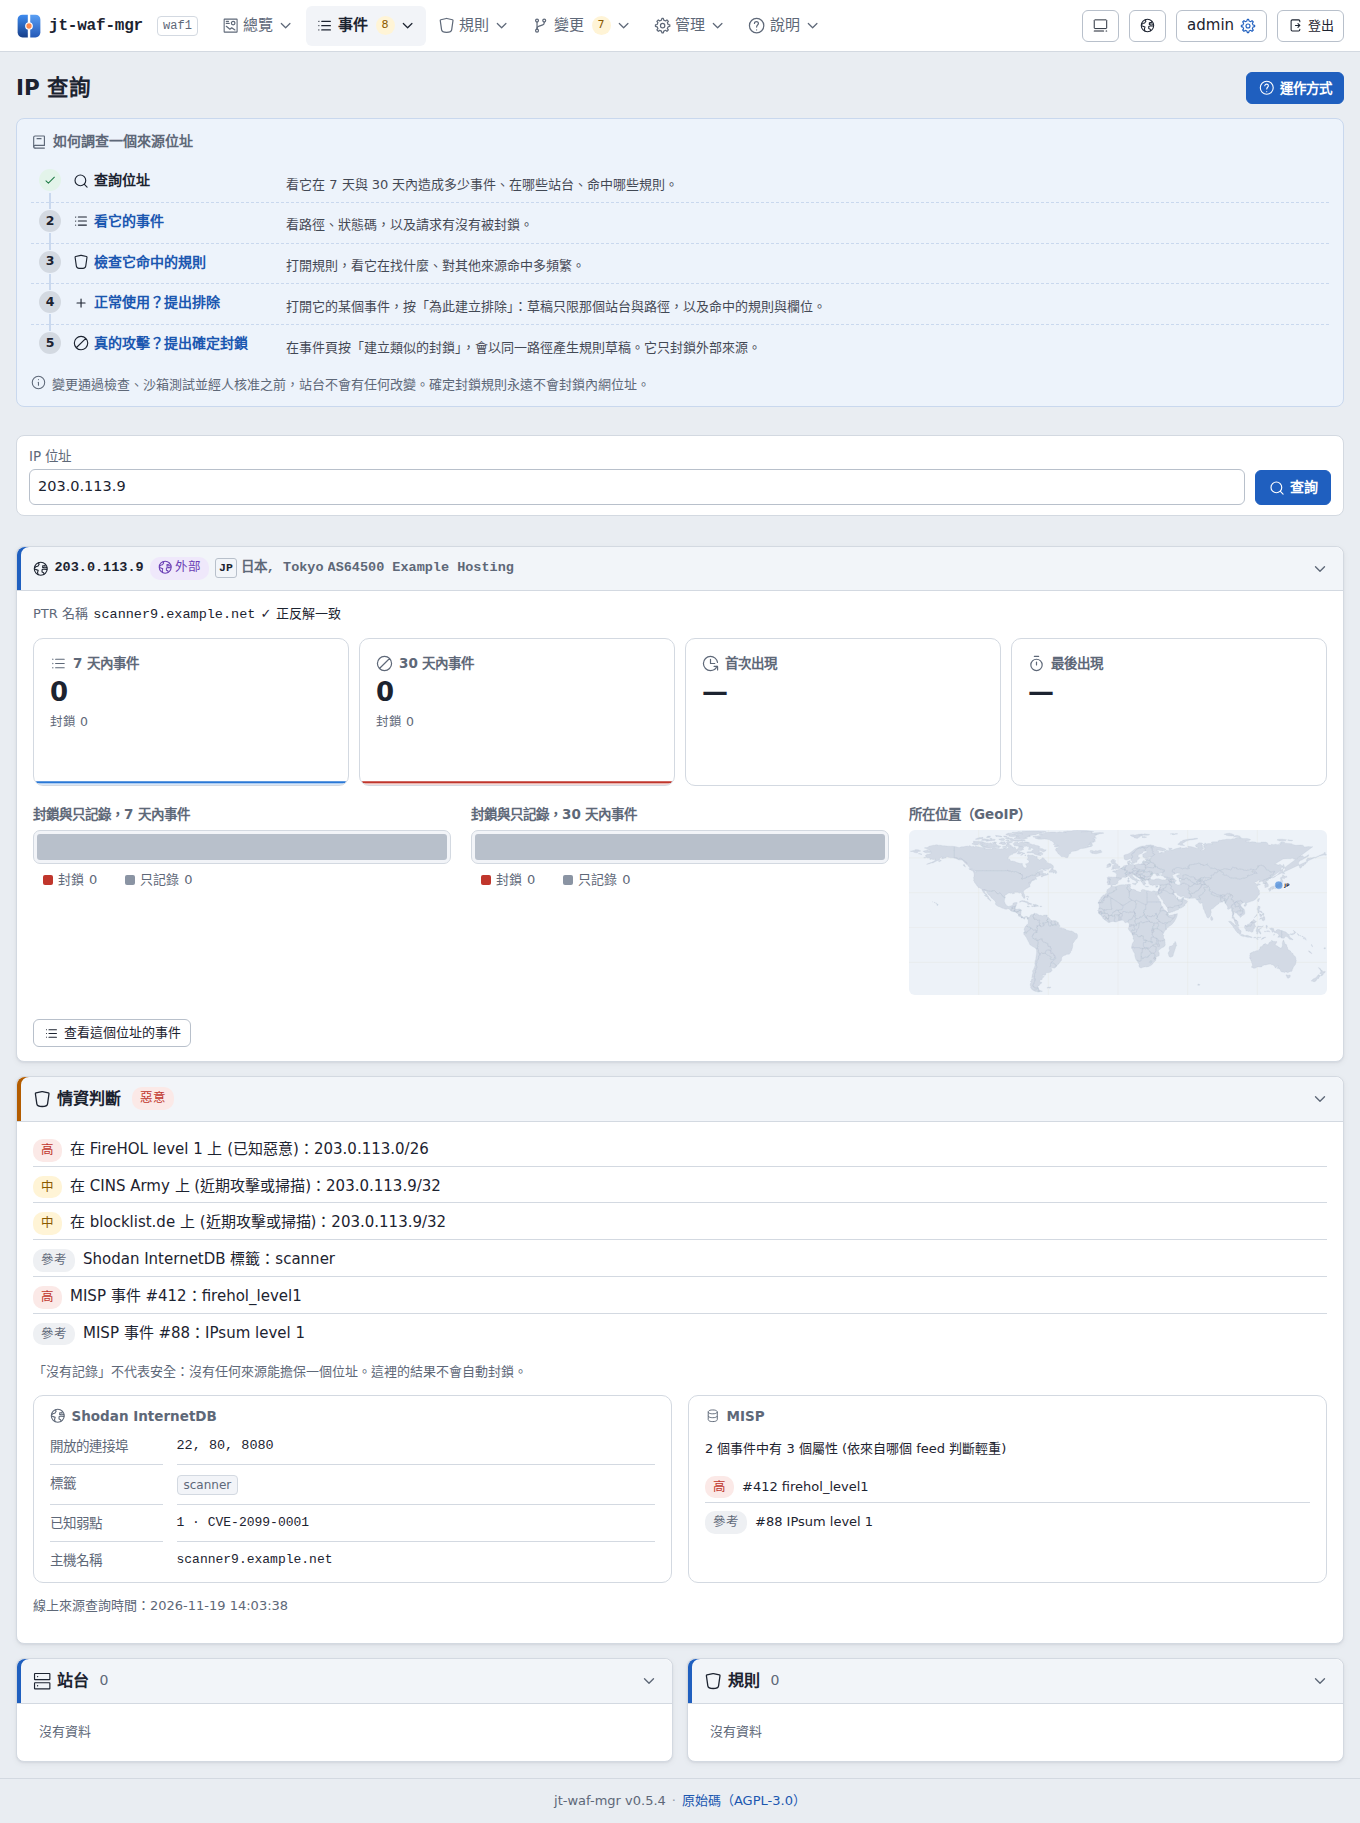 jt-waf-mgr waf1 總覽 事件 8 規則 變更 7 管理 說明 admin 登出
IP 查詢 運作方式
如何調查一個來源位址
查詢位址 看它在 7 天與 30 天內造成多少事件、在哪些站台、命中哪些規則。
2 看它的事件 看路徑、狀態碼，以及請求有沒有被封鎖。
3 檢查它命中的規則 打開規則，看它在找什麼、對其他來源命中多頻繁。
4 正常使用？提出排除 打開它的某個事件，按「為此建立排除」：草稿只限那個站台與路徑，以及命中的規則與欄位。
5 真的攻擊？提出確定封鎖 在事件頁按「建立類似的封鎖」，會以同一路徑產生規則草稿。它只封鎖外部來源。
變更通過檢查、沙箱測試並經人核准之前，站台不會有任何改變。確定封鎖規則永遠不會封鎖內網位址。
IP 位址
203.0.113.9 查詢
203.0.113.9 外部 JP 日本, Tokyo AS64500 Example Hosting
PTR 名稱 scanner9.example.net ✓ 正反解一致
7 天內事件 30 天內事件 首次出現 最後出現
0 0 — —
封鎖 0 封鎖 0
封鎖與只記錄，7 天內事件 封鎖與只記錄，30 天內事件 所在位置（GeoIP）
封鎖 0 只記錄 0 封鎖 0 只記錄 0
JP
查看這個位址的事件
情資判斷 惡意
高 在 FireHOL level 1 上 (已知惡意)：203.0.113.0/26
中 在 CINS Army 上 (近期攻擊或掃描)：203.0.113.9/32
中 在 blocklist.de 上 (近期攻擊或掃描)：203.0.113.9/32
參考 Shodan InternetDB 標籤：scanner
高 MISP 事件 #412：firehol_level1
參考 MISP 事件 #88：IPsum level 1
「沒有記錄」不代表安全：沒有任何來源能擔保一個位址。這裡的結果不會自動封鎖。
Shodan InternetDB
開放的連接埠 22, 80, 8080
標籤 scanner
已知弱點 1 · CVE-2099-0001
主機名稱 scanner9.example.net
MISP
2 個事件中有 3 個屬性 (依來自哪個 feed 判斷輕重)
高 #412 firehol_level1
參考 #88 IPsum level 1
線上來源查詢時間：2026-11-19 14:03:38
站台 0 規則 0
沒有資料 沒有資料
jt-waf-mgr v0.5.4 · 原始碼（AGPL-3.0）